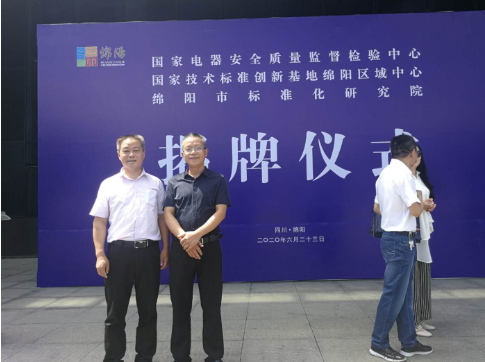 绵阳
国家电器安全质量监督检验中心
国家技术标准创新基地绵阳区域中心
绵阳市标准化研究院
揭牌仪式
四川·绵阳
二〇二〇年六月二十三日